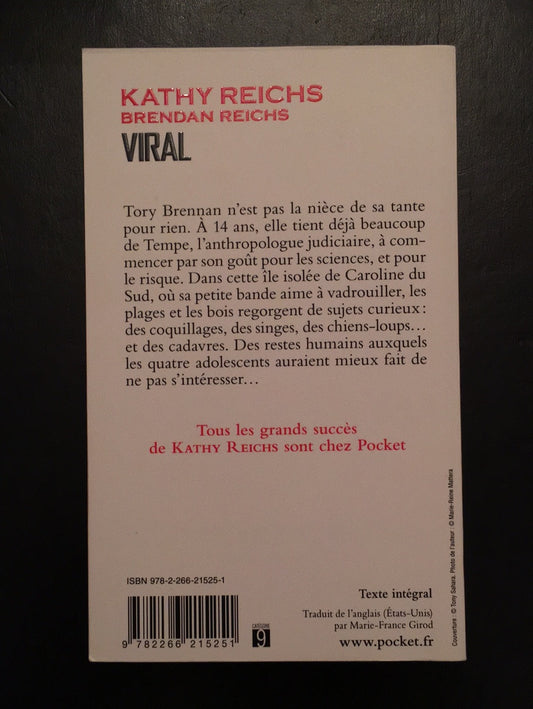 KATHY REICHS
BRENDAN REICHS
VIRAL
Tory Brennan n'est pas la nièce de sa tante
pour rien. À 14 ans, elle tient déjà beaucoup
de Tempe, l'anthropologue judiciaire, à com-
mencer par son goût pour les sciences, et pour
le risque. Dans cette île isolée de Caroline du
Sud, où sa petite bande aime à vadrouiller, les
plages et les bois regorgent de sujets curieux :
des coquillages, des singes, des chiens-loups…
et des cadavres. Des restes humains auxquels
les quatre adolescents auraient mieux fait de
ne pas s'intéresser…
Tous les grands succès
de KATHY REICHS sont chez Pocket
ISBN 978-2-266-21525-1
9 782266 215251
CATÉGORIE
9
Texte intégral
Traduit de l'anglais (États-Unis)
par Marie-France Girod
www.pocket.fr
Couverture : © Tony Sahara. Photo de l'auteur : © Marie-Reine Mattera